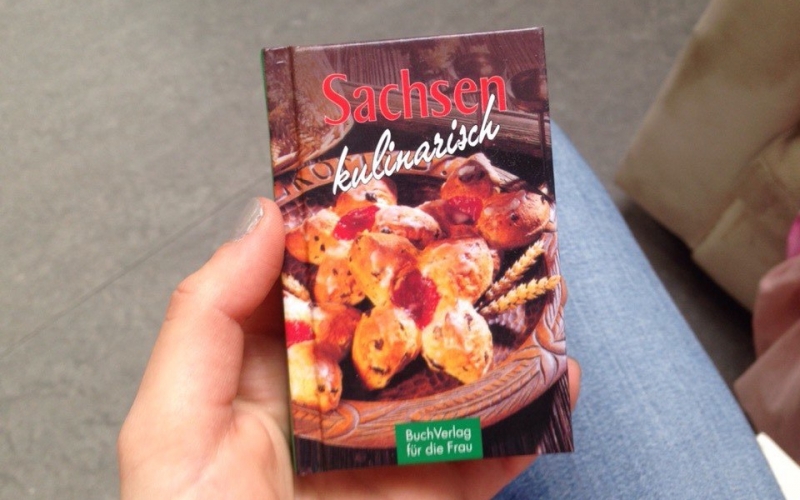 Sachsen
kulinarisch
BuchVerlag
für die Frau